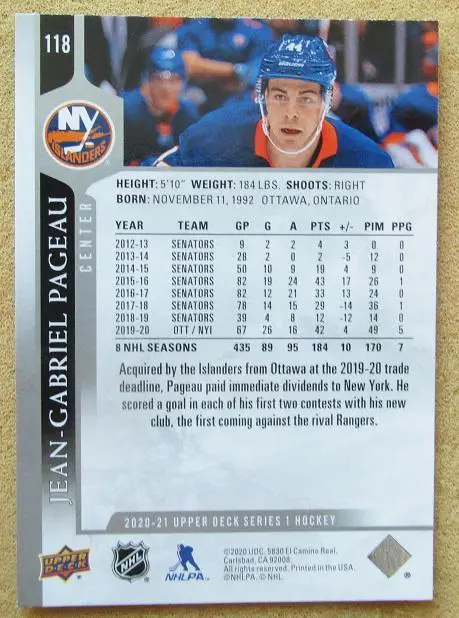 118
44
NY
ISLANDERS
JEAN-GABRIEL PAGEAU
CENTER
HEIGHT: 5'10" WEIGHT: 184 LBS. SHOOTS: RIGHT
BORN: NOVEMBER 11, 1992 OTTAWA, ONTARIO
YEAR TEAM GP G A PTS +/- PIM PPG
2012-13 SENATORS 9 2 2 4 3 0 0
2013-14 SENATORS 28 2 0 2 -5 12 0
2014-15 SENATORS 50 10 9 19 4 9 0
2015-16 SENATORS 82 19 24 43 17 26 1
2016-17 SENATORS 82 12 21 33 13 24 0
2017-18 SENATORS 78 14 15 29 -14 36 1
2018-19 SENATORS 39 4 8 12 -12 14 0
2019-20 OTT / NYI 67 26 16 42 4 49 5
8 NHL SEASONS 435 89 95 184 10 170 7
Acquired by the Islanders from Ottawa at the 2019-20 trade
deadline, Pageau paid immediate dividends to New York. He
scored a goal in each of his first two contests with his new
club, the first coming against the rival Rangers.
2020-21 UPPER DECK SERIES 1 HOCKEY
UPPER
DECK
NHL
NHLPA
©2020 UDC. 5830 El Camino Real,
Carlsbad, CA 92008.
All rights reserved. Printed in the USA.
©NHLPA. © NHL
®